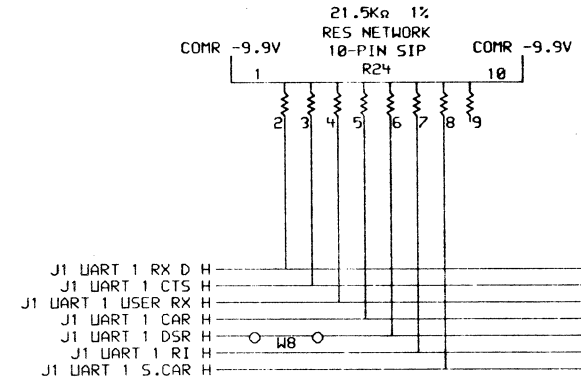 21.5KΩ 1%
RES NETWORK
COMR -9.9V 10-PIN SIP COMR -9.9V
1 R24 10
2 3 4 5 6 7 8 9
J1 UART 1 RX D H
J1 UART 1 CTS H
J1 UART 1 USER RX H
J1 UART 1 CAR H
J1 UART 1 DSR H W8
J1 UART 1 RI H
J1 UART 1 S.CAR H